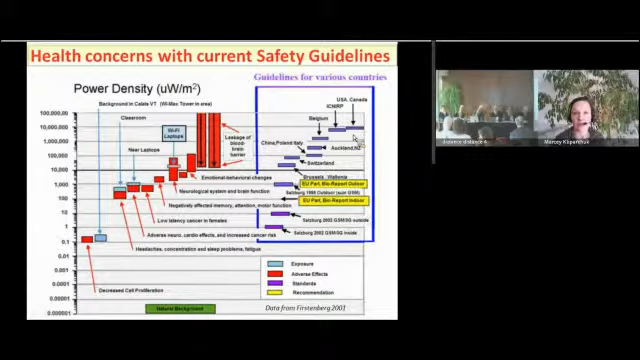 Health concerns with current Safety Guidelines
Power Density (uW/m²)
Guidelines for various countries
Background in Calais VT (Wi-Max Tower in area)
USA, Canada
ICNIRP
Classroom
Belgium
Wi-Fi
Laptops
Leakage of
blood-
brain
barrier
Near Laptops
China, Poland Italy,
Auckland,NZ
Switzerland
Emotional-behavioral changes
Brussels - Wallonia
EU Parl, Bio-Report Outdoor
Neurological system and brain function
EU Parl, Bio-Report Indoor
Negatively affected memory, attention, motor function
Low latency cancer in females
Salzburg 2002 GSM/3G outside
Adverse neuro, cardio effects, and increased cancer risk
Salzburg 2002 GSM/3G inside
Headaches, concentration and sleep problems, fatigue
Decreased Cell Proliferation
100,000,00
10,000,000
1,000,000
100,000
10,000
1,000
100
10
1
0.1
0.01
0.001
0.0001
0.00001
0.000001
Exposure
Adverse Effects
Standards
Recommendation
Natural Background
Data from Firstenberg 2001
distance distance 4
Marcey Kliparchuk